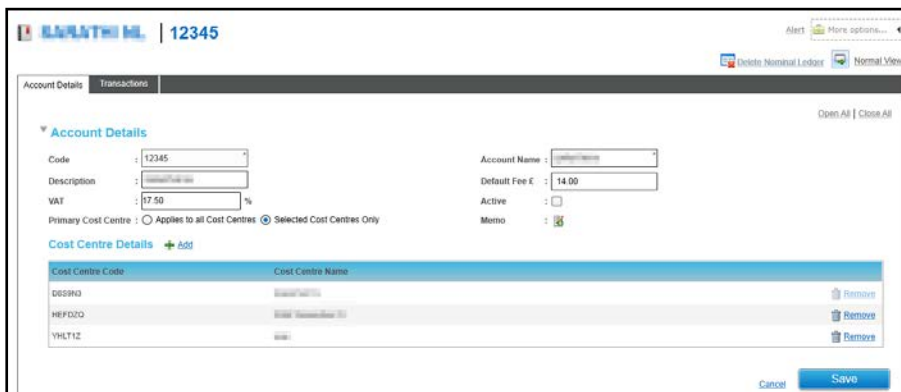 12345
Alert More options...
Delete Nominal Ledger Normal View
Account Details Transactions
Open All | Close All
Account Details
Code : 12345 * Account Name : *
Description : Default Fee £ : 14.00
VAT : 17.50 % Active :
Primary Cost Centre : Applies to all Cost Centres Selected Cost Centres Only Memo :
Cost Centre Details Add
Cost Centre Code Cost Centre Name
Remove
HEFDZQ Remove
YHLT1Z Remove
Cancel Save